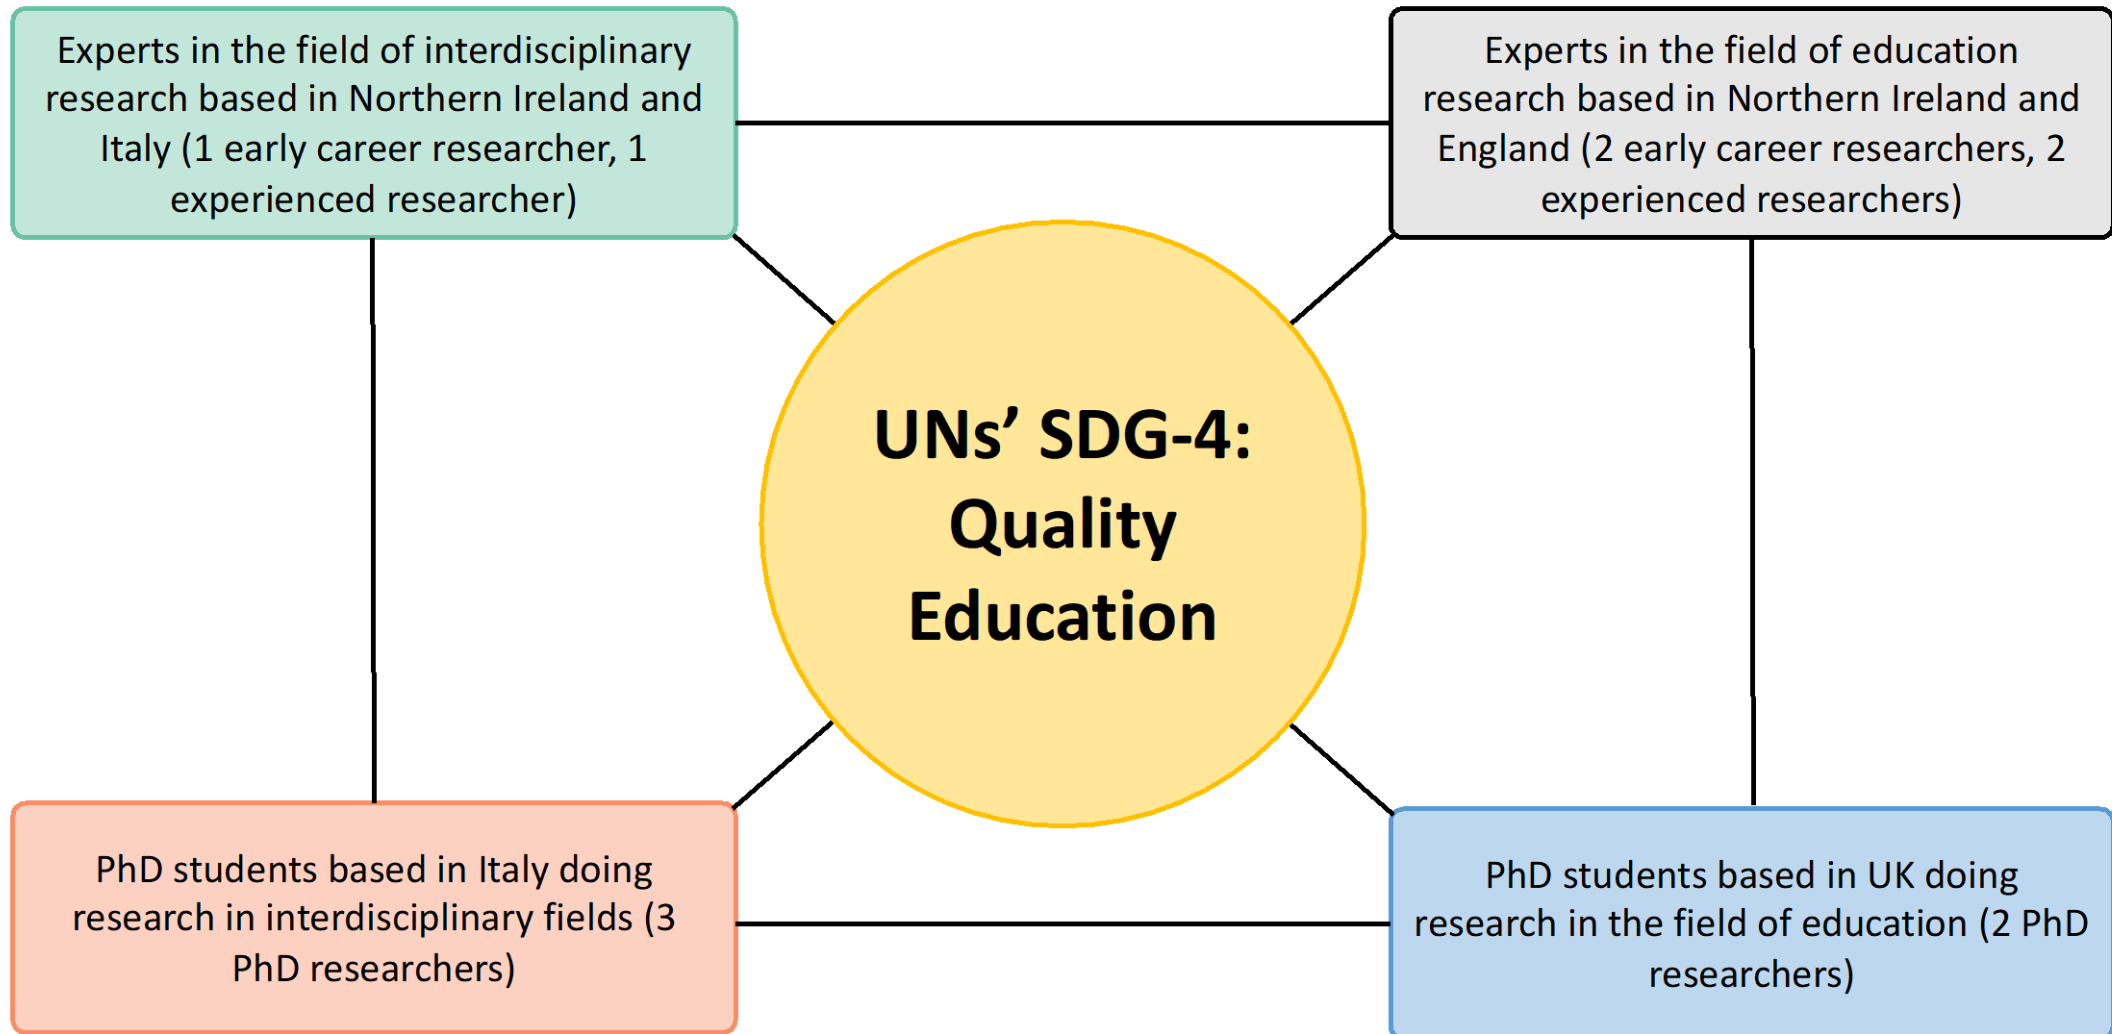 Experts in the field of interdisciplinary
research based in Northern Ireland and
Italy (1 early career researcher, 1
experienced researcher)
Experts in the field of education
research based in Northern Ireland and
England (2 early career researchers, 2
experienced researchers)
UNs’ SDG-4:
Quality
Education
PhD students based in Italy doing
research in interdisciplinary fields (3
PhD researchers)
PhD students based in UK doing
research in the field of education (2 PhD
researchers)